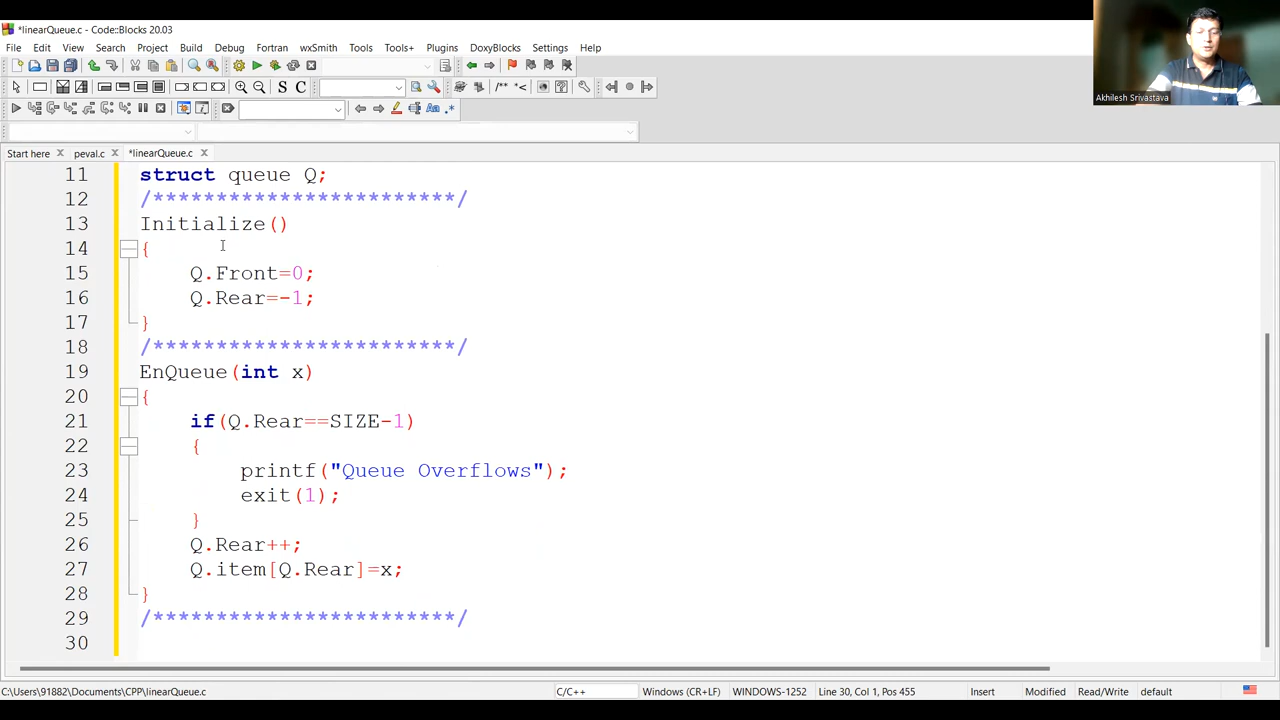 *linearQueue.c - Code::Blocks 20.03
File Edit View Search Project Build Debug Fortran wxSmith Tools Tools+ Plugins DoxyBlocks Settings Help
S C /** *<
Aa .*
Start here peval.c *linearQueue.c
11 struct queue Q;
12 /************************/
13 Initialize()
14 {
15 Q.Front=0;
16 Q.Rear=-1;
17 }
18 /************************/
19 EnQueue(int x)
20 {
21 if(Q.Rear==SIZE-1)
22 {
23 printf("Queue Overflows");
24 exit(1);
25 }
26 Q.Rear++;
27 Q.item[Q.Rear]=x;
28 }
29 /************************/
30
C:\Users\91882\Documents\CPP\linearQueue.c C/C++ Windows (CR+LF) WINDOWS-1252 Line 30, Col 1, Pos 455 Insert Modified Read/Write default
Akhilesh Srivastava